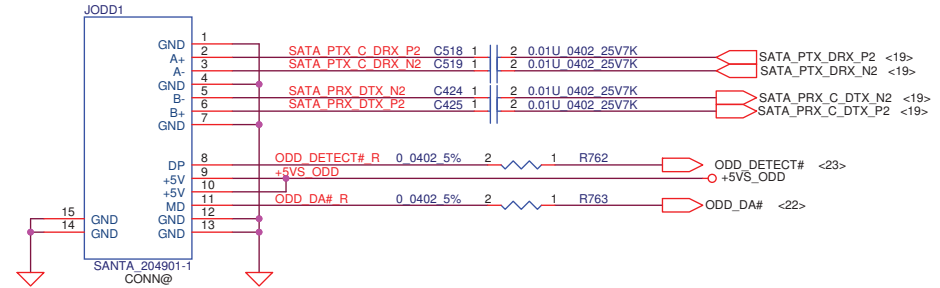 JODD1
GND 1
A+ 2 SATA_PTX_C_DRX_P2 C518 1 2 0.01U_0402_25V7K SATA_PTX_DRX_P2 <19>
A- 3 SATA_PTX_C_DRX_N2 C519 1 2 0.01U_0402_25V7K SATA_PTX_DRX_N2 <19>
GND 4
B- 5 SATA_PRX_DTX_N2 C424 1 2 0.01U_0402_25V7K SATA_PRX_C_DTX_N2 <19>
B+ 6 SATA_PRX_DTX_P2 C425 1 2 0.01U_0402_25V7K SATA_PRX_C_DTX_P2 <19>
GND 7
DP 8 ODD_DETECT#_R 0_0402_5% 2 1 R762 ODD_DETECT# <23>
+5V 9 +5VS_ODD +5VS_ODD
+5V 10
MD 11 ODD_DA#_R 0_0402_5% 2 1 R763 ODD_DA# <22>
15 GND GND 12
14 GND GND 13
SANTA_204901-1
CONN@